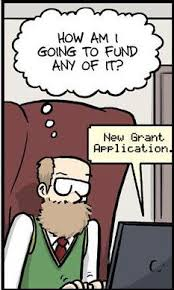 HOW AM I
GOING TO FUND
ANY OF IT?
New Grant
Application.